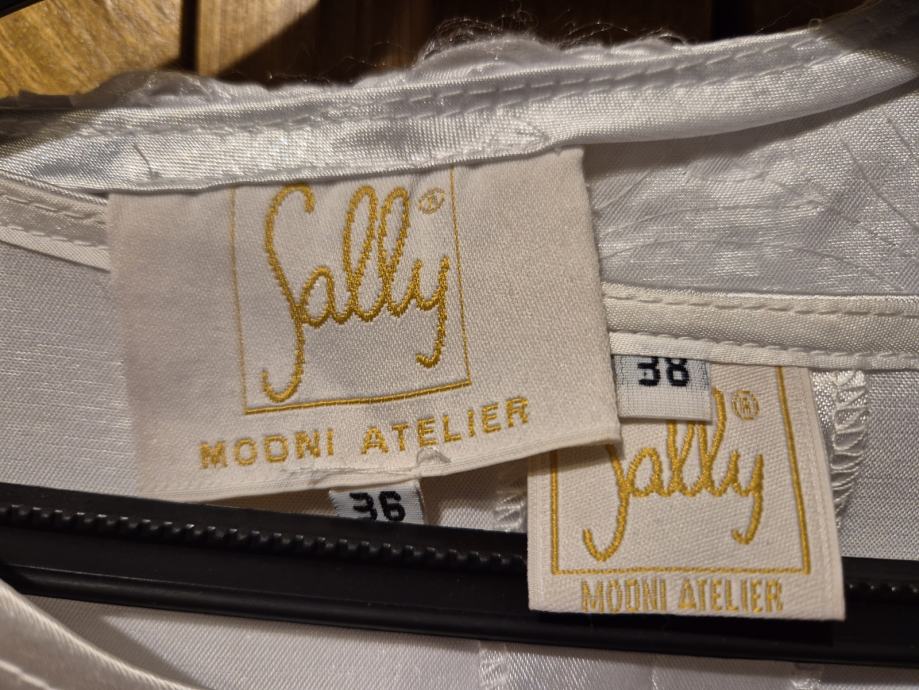 Sally®
MODNI ATELIER
36
38
Sally®
MODNI ATELIER